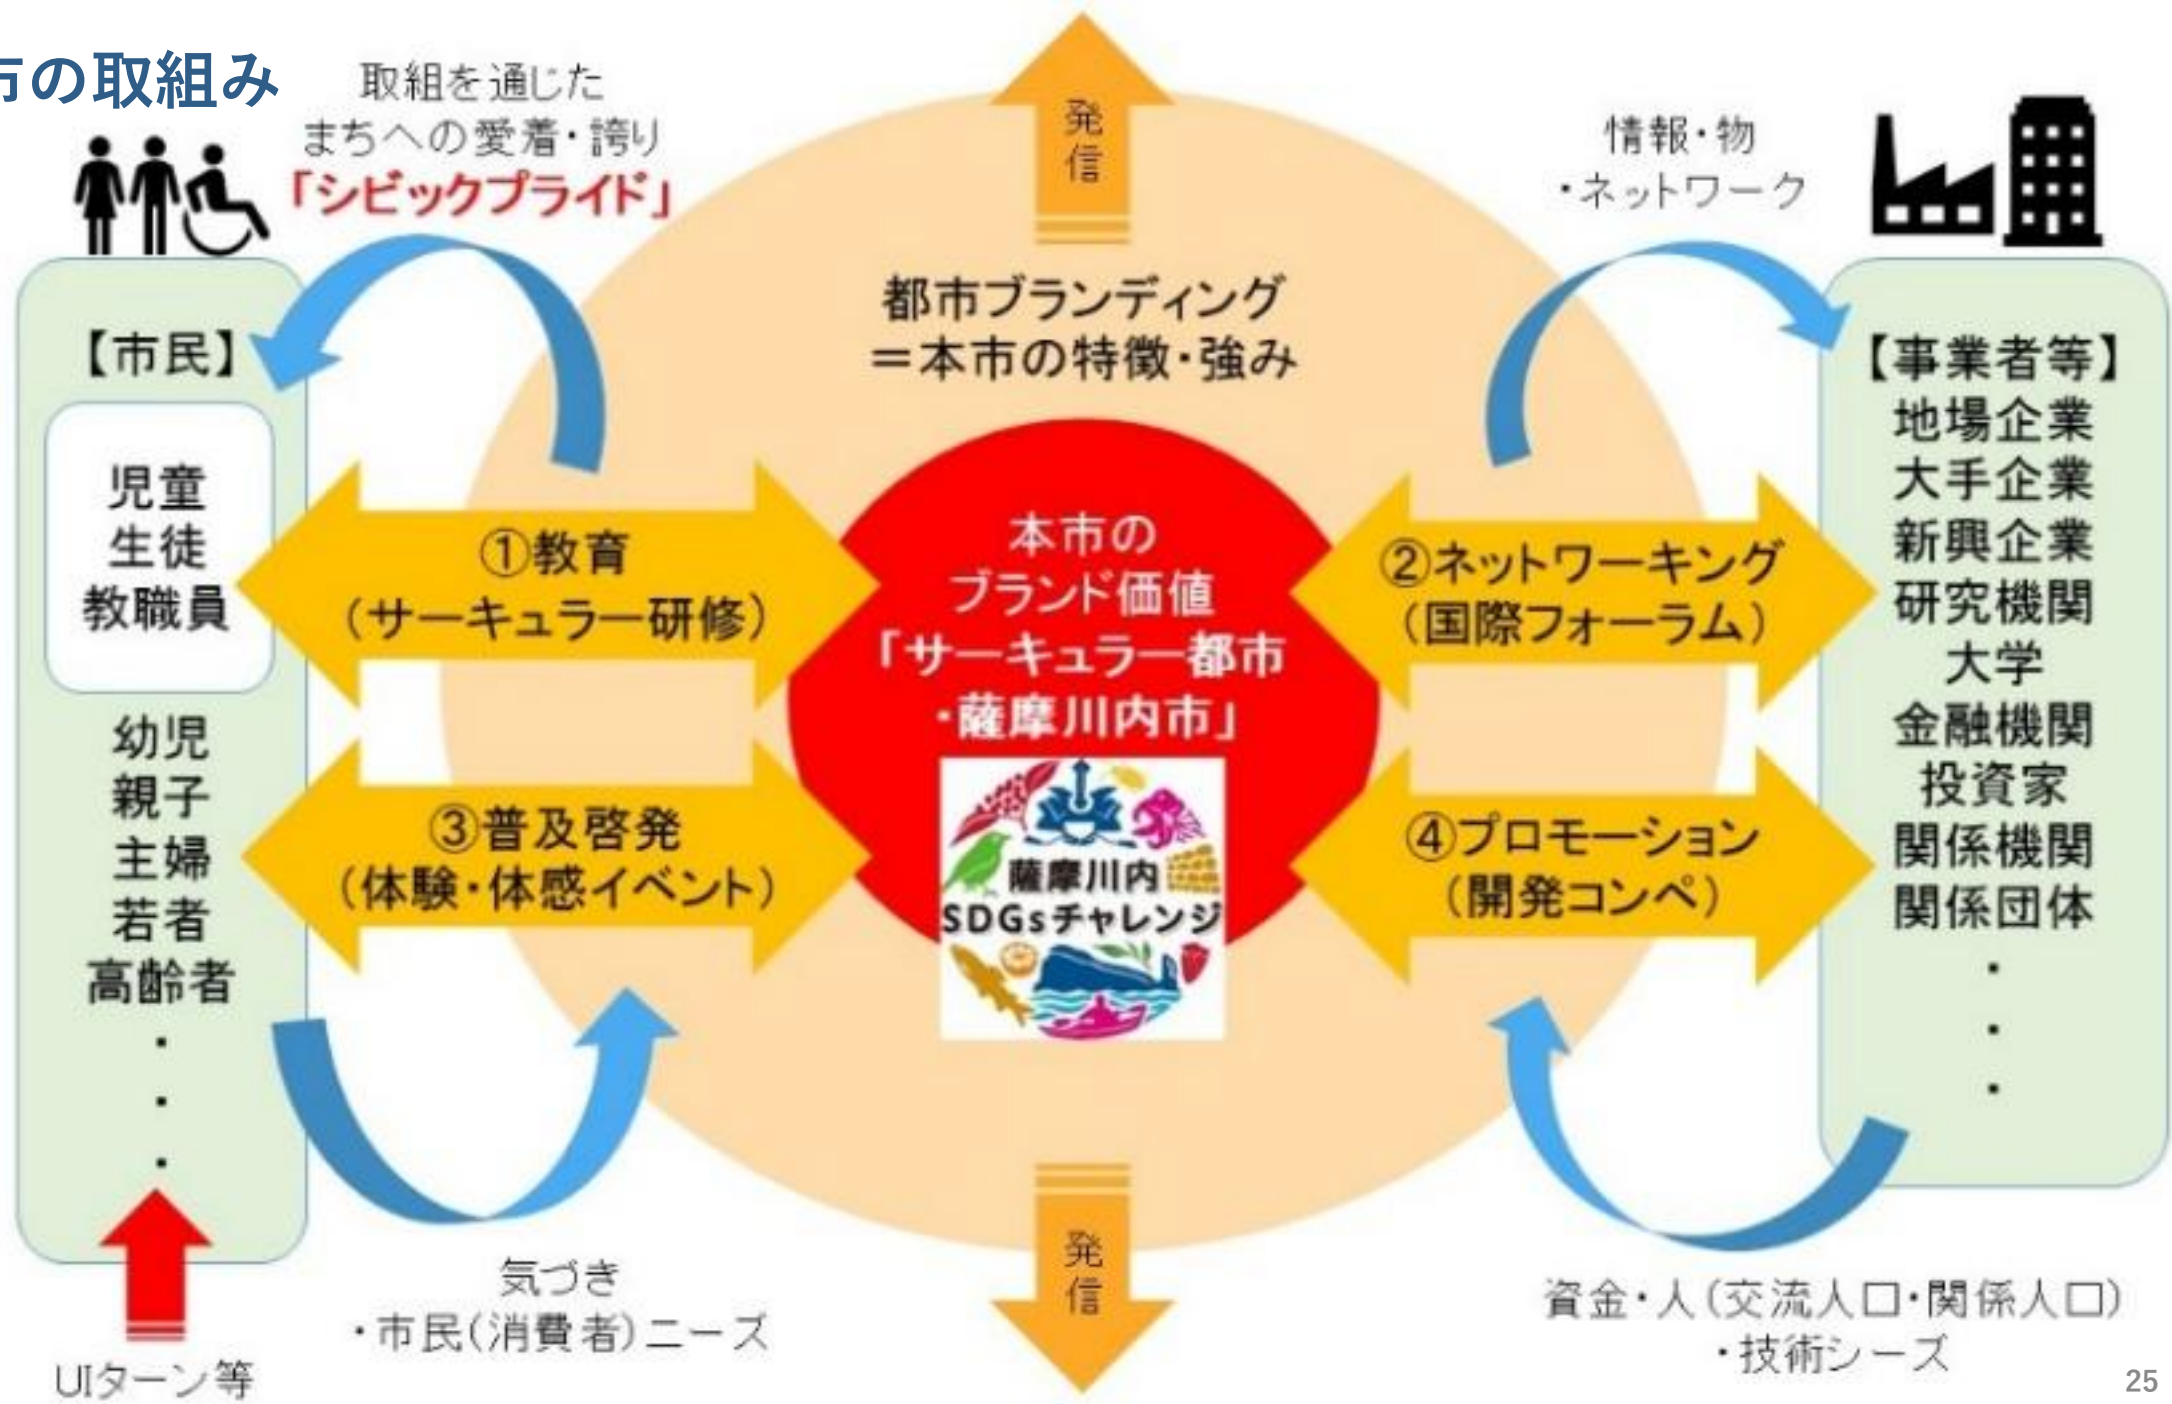 市の取組み
取組を通じた
まちへの愛着・誇り
「シビックプライド」
発信
情報・物
・ネットワーク
都市ブランディング
＝本市の特徴・強み
【市民】
児童
生徒
教職員
幼児
親子
主婦
若者
高齢者
・
・
・
UIターン等
①教育
（サーキュラー研修）
③普及啓発
（体験・体感イベント）
本市の
ブランド価値
「サーキュラー都市
・薩摩川内市」
薩摩川内
SDGsチャレンジ
②ネットワーキング
（国際フォーラム）
④プロモーション
（開発コンペ）
【事業者等】
地場企業
大手企業
新興企業
研究機関
大学
金融機関
投資家
関係機関
関係団体
・
・
・
気づき
・市民（消費者）ニーズ
発信
資金・人（交流人口・関係人口）
・技術シーズ
25